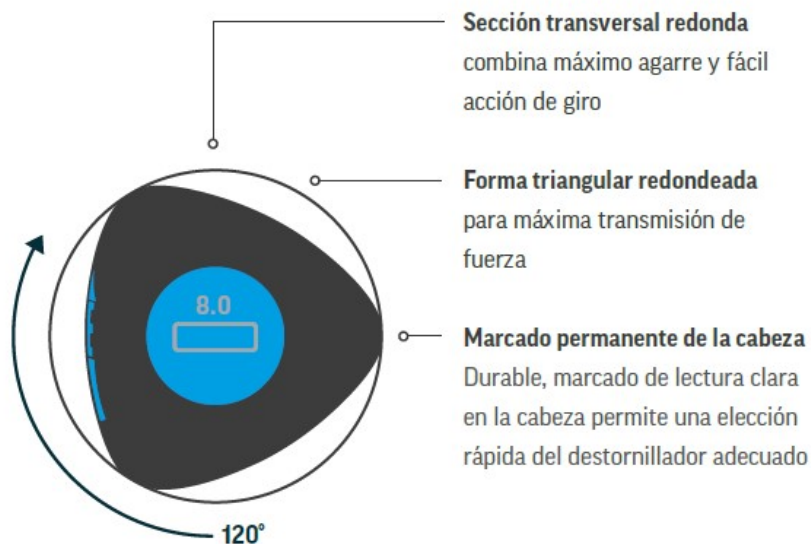 Sección transversal redonda
combina máximo agarre y fácil
acción de giro
Forma triangular redondeada
para máxima transmisión de
fuerza
8.0
Marcado permanente de la cabeza
Durable, marcado de lectura clara
en la cabeza permite una elección
rápida del destornillador adecuado
120°